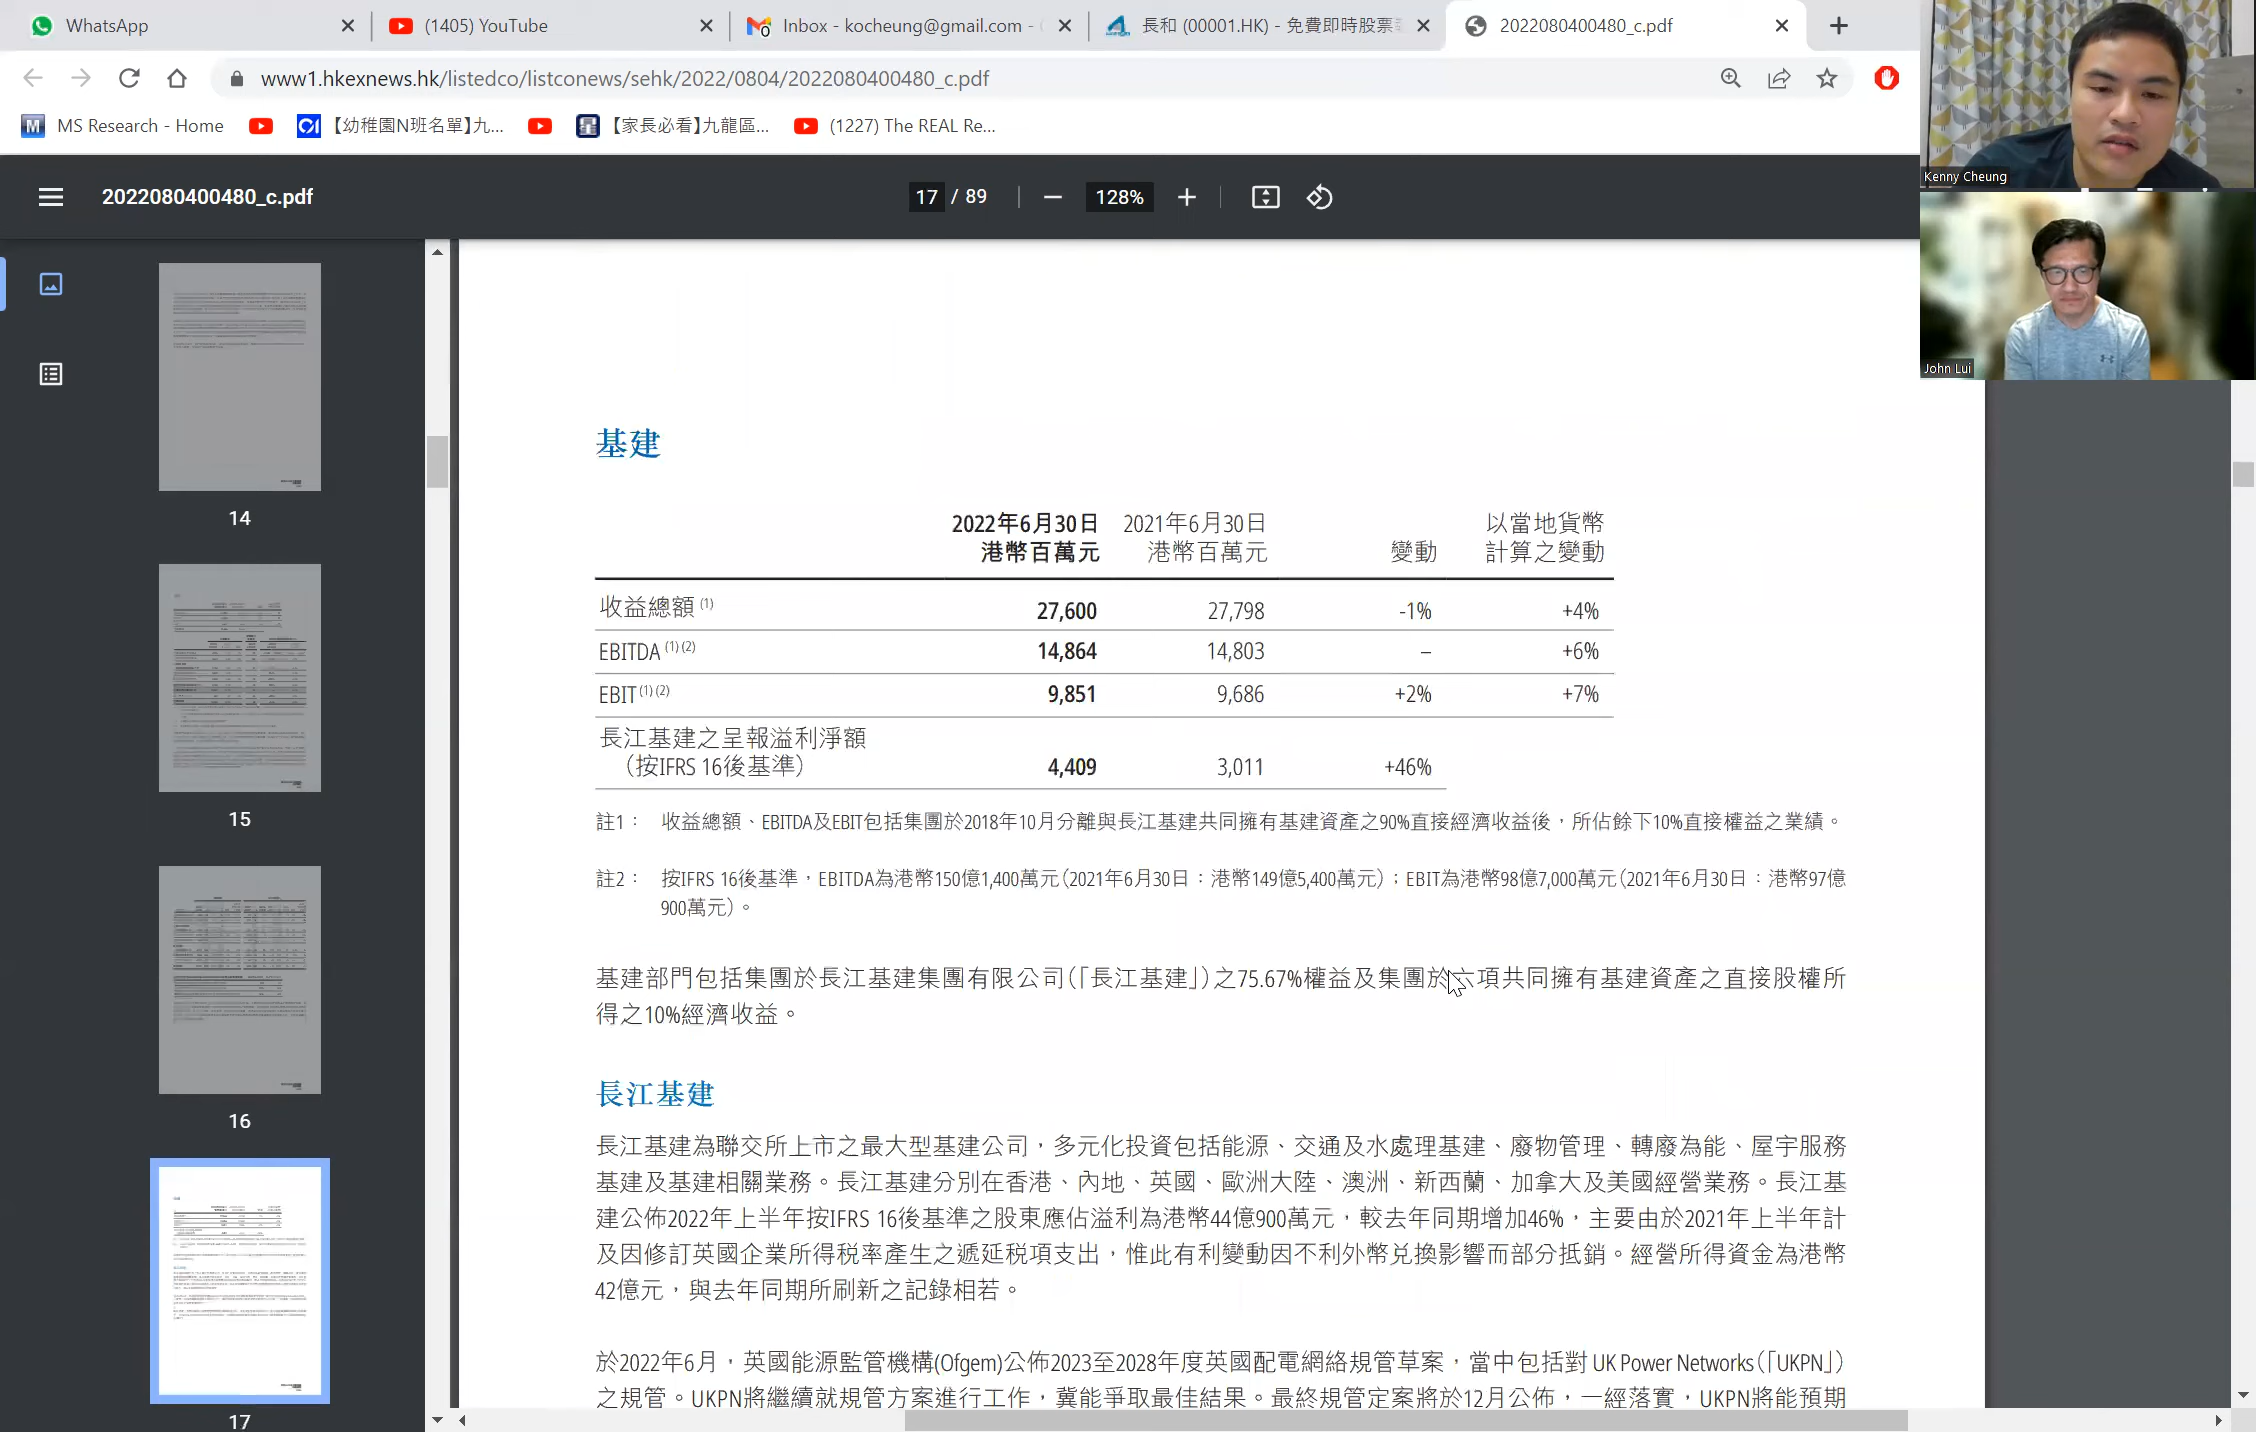 WhatsApp
(1405) YouTube
Inbox - kocheung@gmail.com -
長和 (00001.HK) - 免費即時股票
2022080400480_c.pdf
www1.hkexnews.hk/listedco/listconews/sehk/2022/0804/2022080400480_c.pdf
MS Research - Home
【幼稚園N班名單】九...
【家長必看】九龍區...
(1227) The REAL Re...
2022080400480_c.pdf
17 / 89
128%
Kenny Cheung
John Lui
14
15
16
17
基建
2022年6月30日 2021年6月30日 以當地貨幣
港幣百萬元 港幣百萬元 變動 計算之變動
收益總額 (1) 27,600 27,798 -1% +4%
EBITDA (1)(2) 14,864 14,803 – +6%
EBIT (1)(2) 9,851 9,686 +2% +7%
長江基建之呈報溢利淨額
（按IFRS 16後基準） 4,409 3,011 +46%
註1： 收益總額、EBITDA及EBIT包括集團於2018年10月分離與長江基建共同擁有基建資產之90%直接經濟收益後，所佔餘下10%直接權益之業績。
註2： 按IFRS 16後基準，EBITDA為港幣150億1,400萬元（2021年6月30日：港幣149億5,400萬元）；EBIT為港幣98億7,000萬元（2021年6月30日：港幣97億
900萬元）。
基建部門包括集團於長江基建集團有限公司（「長江基建」）之75.67%權益及集團於六項共同擁有基建資產之直接股權所
得之10%經濟收益。
長江基建
長江基建為聯交所上市之最大型基建公司，多元化投資包括能源、交通及水處理基建、廢物管理、轉廢為能、屋宇服務
基建及基建相關業務。長江基建分別在香港、內地、英國、歐洲大陸、澳洲、新西蘭、加拿大及美國經營業務。長江基
建公佈2022年上半年按IFRS 16後基準之股東應佔溢利為港幣44億900萬元，較去年同期增加46%，主要由於2021年上半年計
及因修訂英國企業所得稅率產生之遞延稅項支出，惟此有利變動因不利外幣兌換影響而部分抵銷。經營所得資金為港幣
42億元，與去年同期所刷新之記錄相若。
於2022年6月，英國能源監管機構(Ofgem)公佈2023至2028年度英國配電網絡規管草案，當中包括對 UK Power Networks（「UKPN」）
之規管。UKPN將繼續就規管方案進行工作，冀能爭取最佳結果。最終規管定案將於12月公佈，一經落實，UKPN將能預期